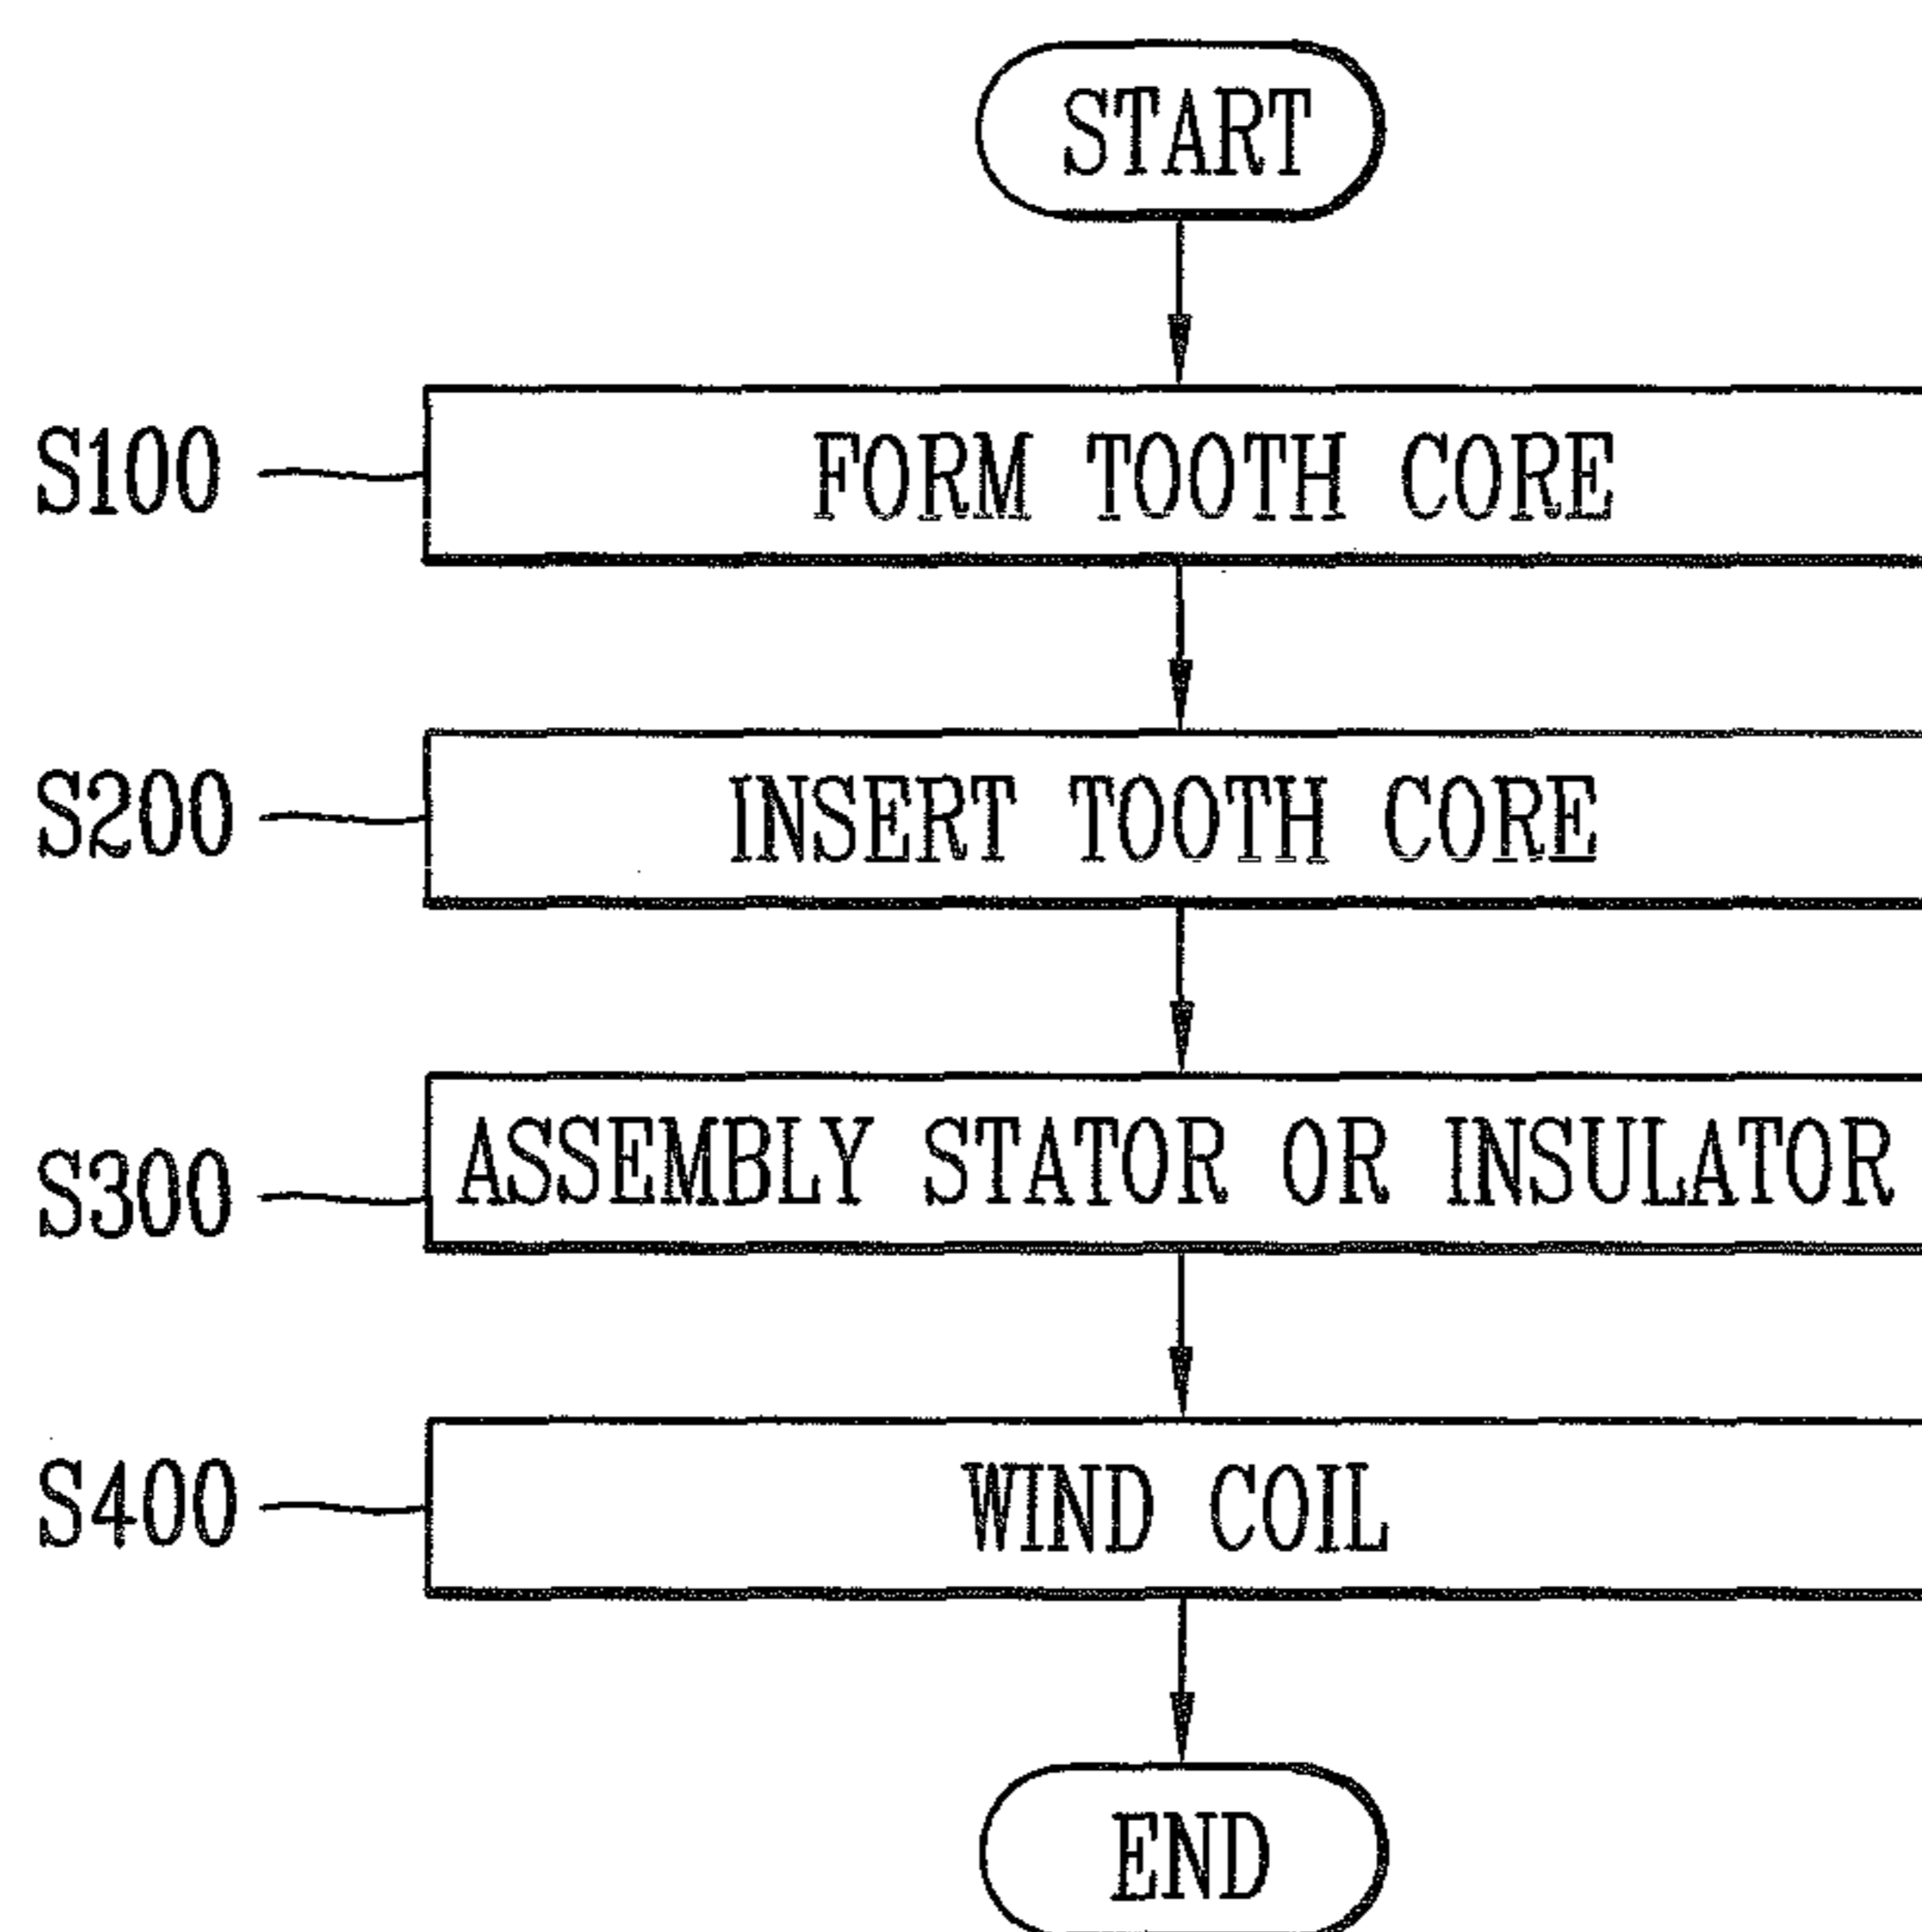 START
S100 FORM TOOTH CORE
S200 INSERT TOOTH CORE
S300 ASSEMBLY STATOR OR INSULATOR
S400 WIND COIL
END